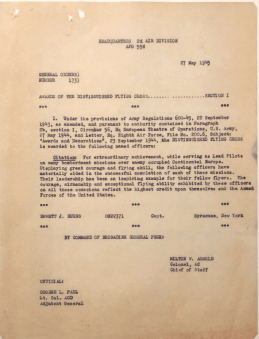 HEADQUARTERS 2d AIR DIVISION
APO 558
27 May 1945
GENERAL ORDERS)
NUMBER
AWARDS OF THE DISTINGUISHED FLYING CROSS SECTION I
*** *** ***
1. Under the provisions of Army Regulations 600-45, 22 September
1943, as amended, and pursuant to authority contained in Paragraph
2b, section I, Circular 56, Hq European Theatre of Operations, U.S. Army,
27 May 1944, and Letter, Hq. Eighth Air Force, File No. 200.6, Subject:
"Awards and Decorations", 23 September 1944, the DISTINGUISHED FLYING CROSS
is awarded to the following named officers:
Citation: For extraordinary achievement, while serving as Lead Pilots
on many bombardment missions over enemy occupied Continental Europe.
Displaying great courage and flying skill, the following officers have
materially aided in the successful completion of each of these missions.
Their leadership has been an inspiring example for their fellow flyers. The
courage, airmanship and exceptional flying ability exhibited by these officers
on all these occasions reflect the highest credit upon themselves and the Armed
Forces of the United States.
*** *** ***
Capt. Syracuse, New York
*** *** ***
BY COMMAND OF BRIGADIER GENERAL PECK:
MILTON W. ARNOLD
Colonel, GSC
Chief of Staff
OFFICIAL:
GEORGE L. PAUL
Lt. Col. AGD
Adjutant General